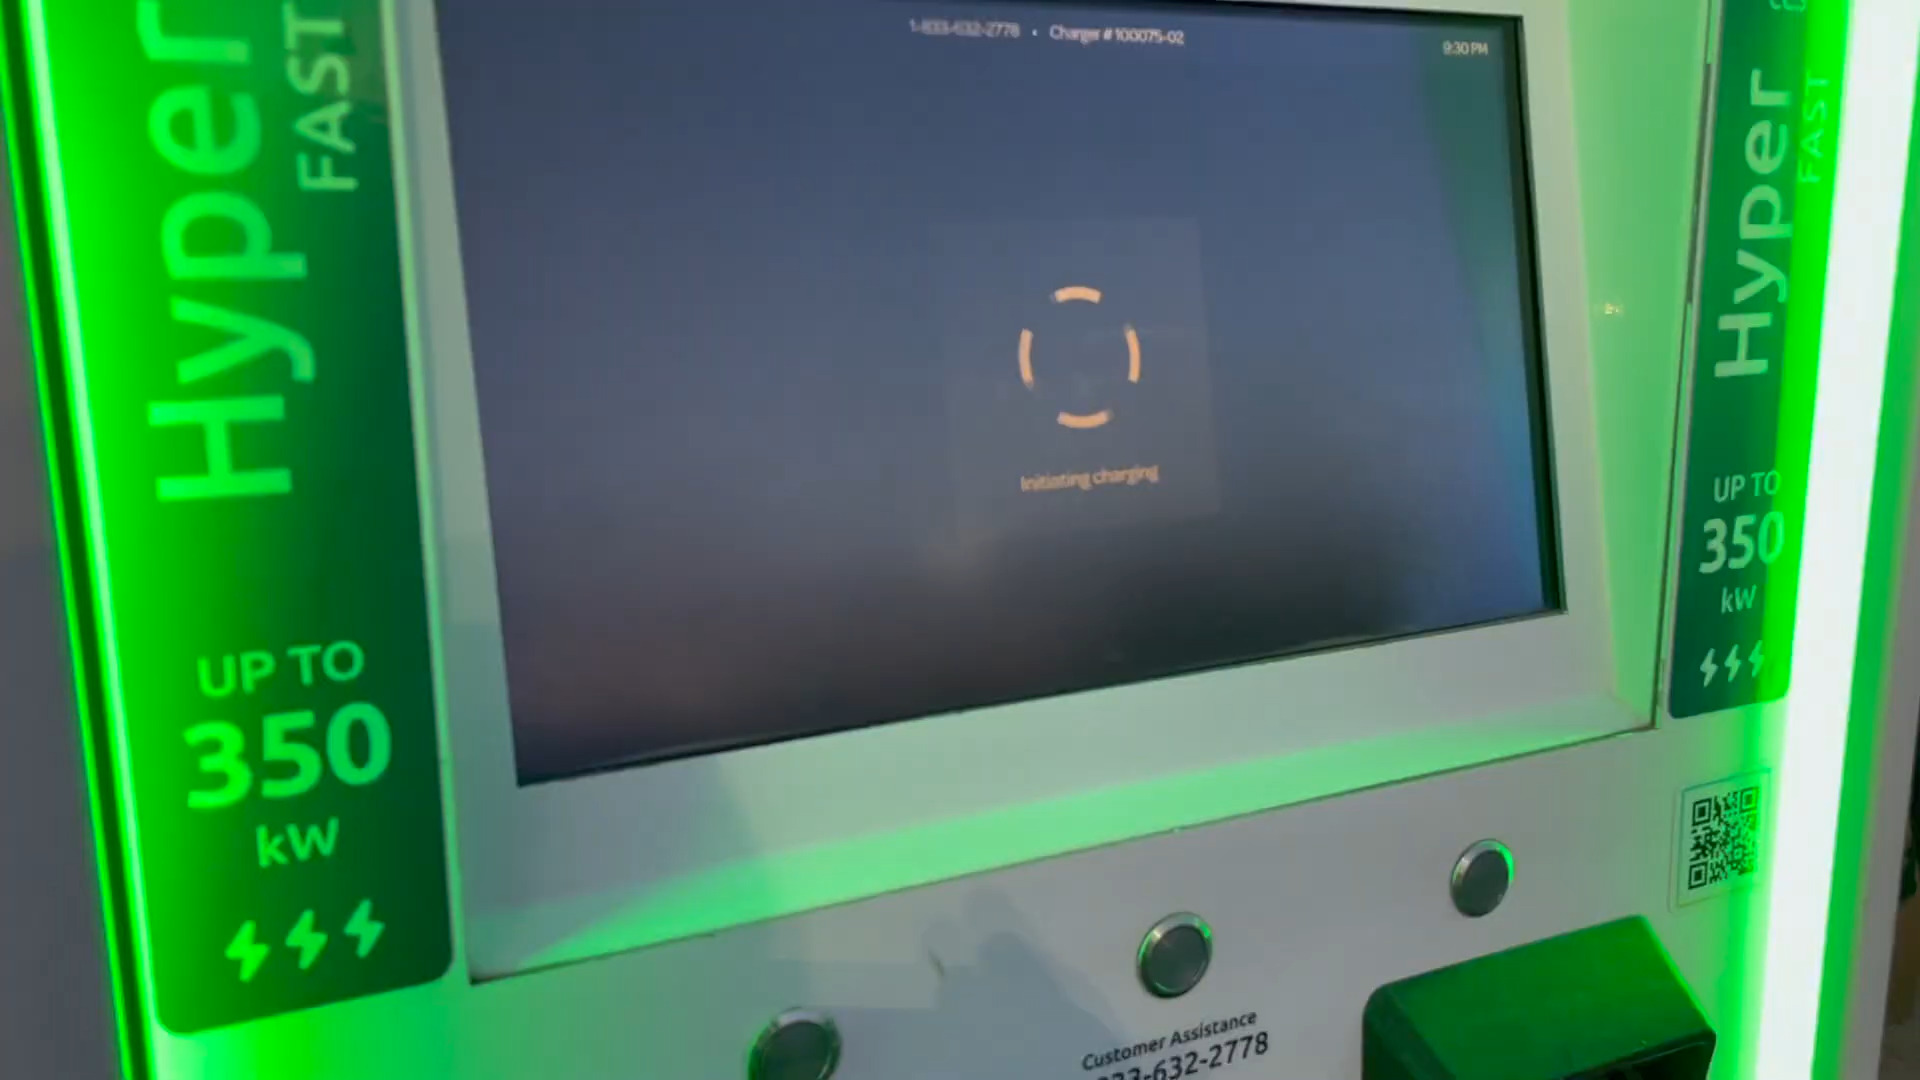 1-833-632-2778 • Charger # 100075-02
9:30 PM
Initiating charging
Hyper
FAST
UP TO
350
kW
Hyper
FAST
UP TO
350
kW
Customer Assistance
833-632-2778